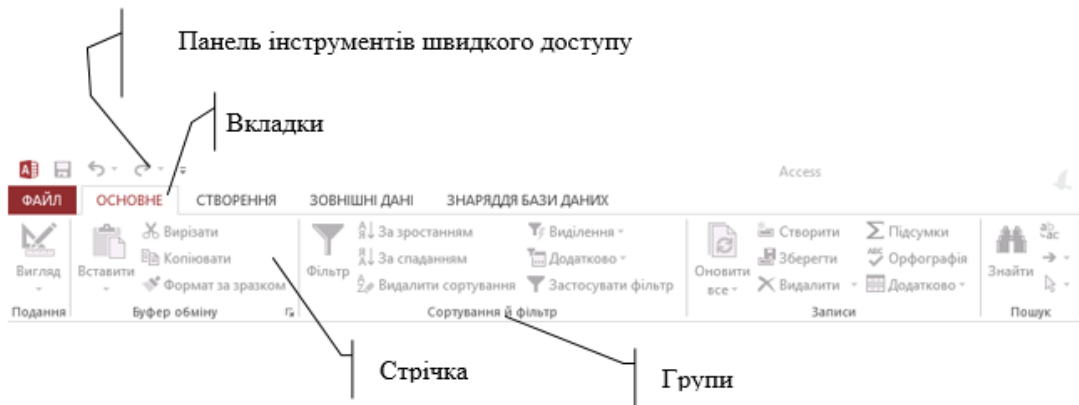 Панель інструментів швидкого доступу
Вкладки
Access
ФАЙЛ ОСНОВНЕ СТВОРЕННЯ ЗОВНІШНІ ДАНІ ЗНАРЯДДЯ БАЗИ ДАНИХ
Вирізати За зростанням Виділення Створити Підсумки
Копіювати За спаданням Додатково Зберегти Орфографія
Вигляд Вставити Фільтр Оновити все Знайти
Формат за зразком Видалити сортування Застосувати фільтр Видалити Додатково
Подання Буфер обміну Сортування й фільтр Записи Пошук
Стрічка
Групи